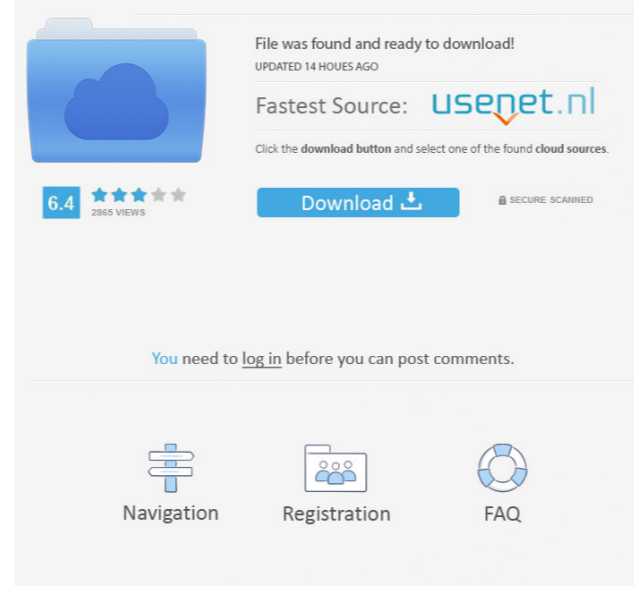 File was found and ready to download!
UPDATED 14 HOUES AGO
Fastest Source: usenet.nl
Click the download button and select one of the found cloud sources.
6.4
2865 VIEWS
Download
SECURE SCANNED
You need to log in before you can post comments.
Navigation
Registration
FAQ